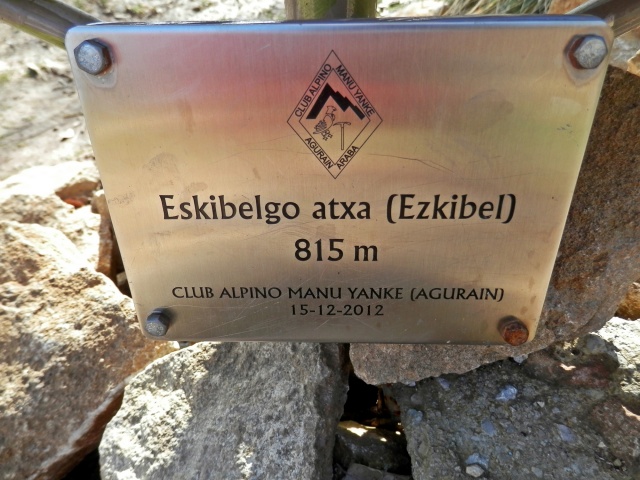 CLUB ALPINO
MANU YANKE
AGURAIN
ARABA
Eskibelgo atxa (Ezkibel)
815 m
CLUB ALPINO MANU YANKE (AGURAIN)
15-12-2012